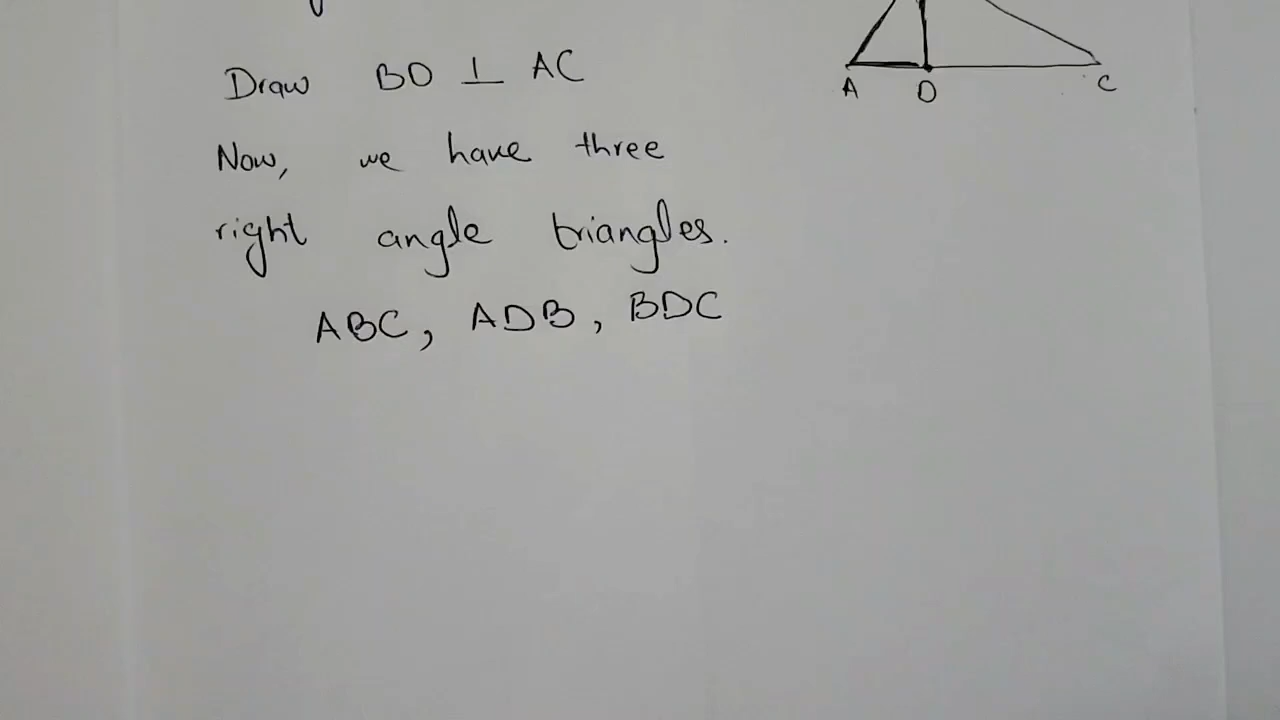 Draw BD ⊥ AC
A D C
Now, we have three
right angle triangles.
ABC, ADB, BDC